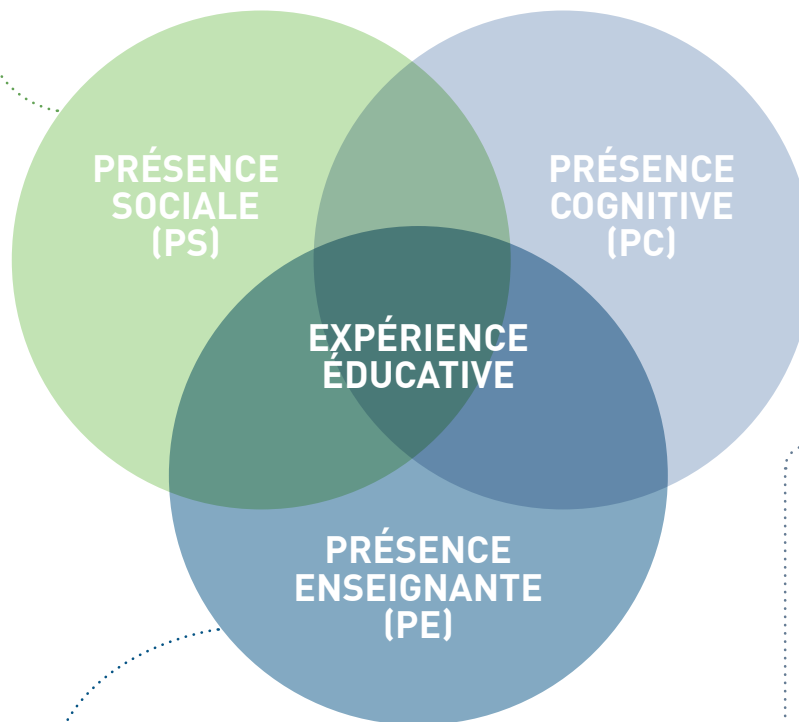 PRÉSENCE
SOCIALE
(PS)
PRÉSENCE
COGNITIVE
(PC)
EXPÉRIENCE
ÉDUCATIVE
PRÉSENCE
ENSEIGNANTE
(PE)